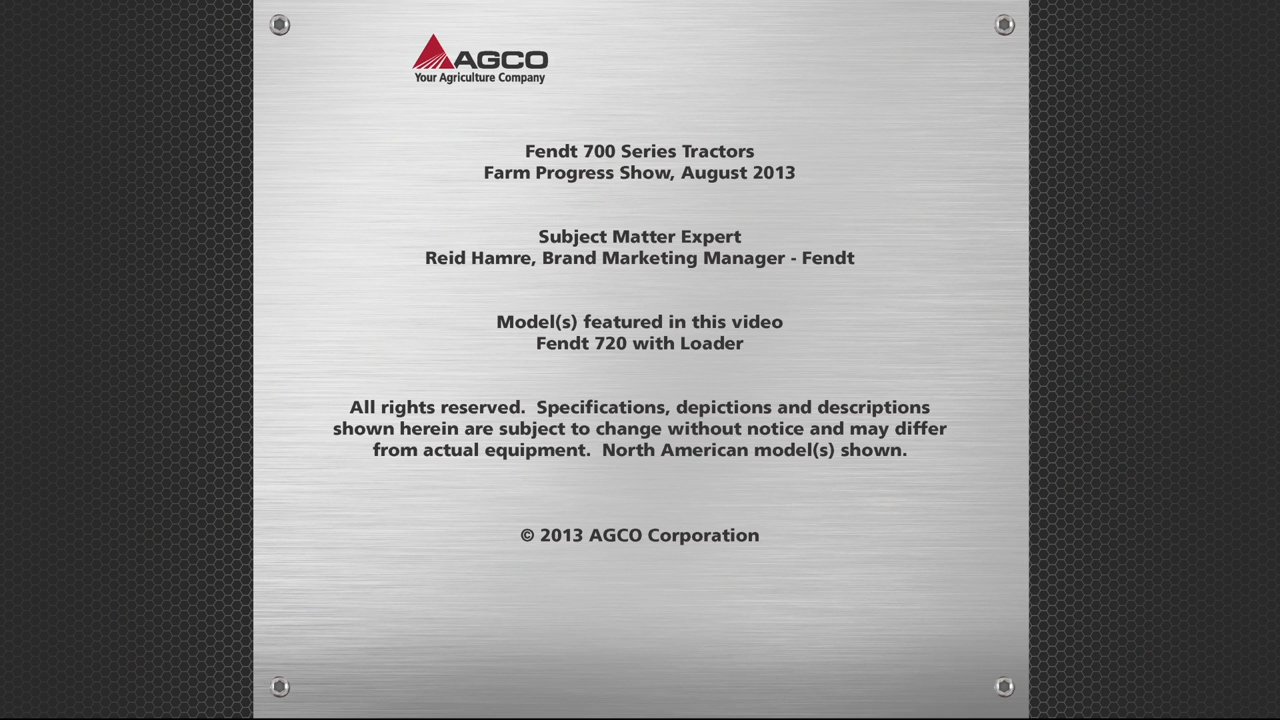 AGCO
Your Agriculture Company
Fendt 700 Series Tractors
Farm Progress Show, August 2013
Subject Matter Expert
Reid Hamre, Brand Marketing Manager - Fendt
Model(s) featured in this video
Fendt 720 with Loader
All rights reserved.  Specifications, depictions and descriptions
shown herein are subject to change without notice and may differ
from actual equipment.  North American model(s) shown.
© 2013 AGCO Corporation